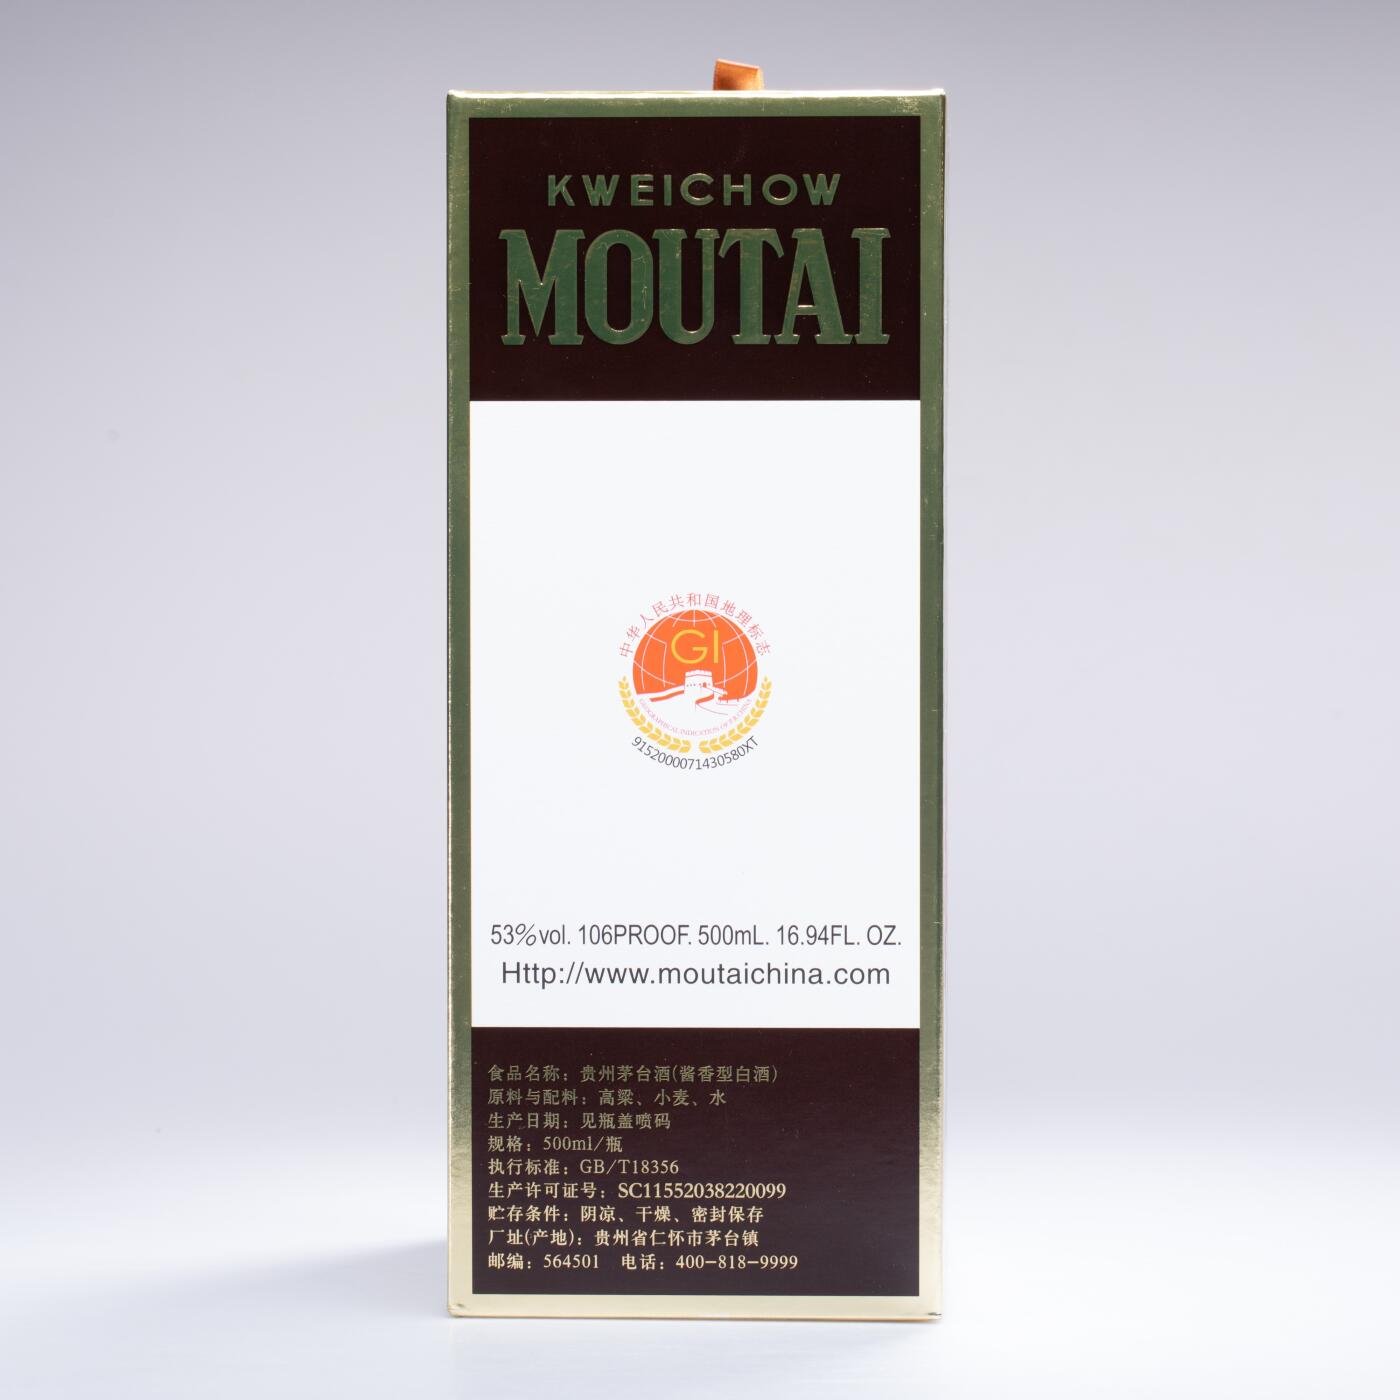 KWEICHOW
MOUTAI
中华人民共和国地理标志
GI
GEOGRAPHICAL INDICATION OF P.R.CHINA
9152000071430580XT
53%vol. 106PROOF. 500mL. 16.94FL. OZ.
Http://www.moutaichina.com
食品名称：贵州茅台酒(酱香型白酒)
原料与配料：高粱、小麦、水
生产日期：见瓶盖喷码
规格：500ml/瓶
执行标准：GB/T18356
生产许可证号：SC11552038220099
贮存条件：阴凉、干燥、密封保存
厂址(产地)：贵州省仁怀市茅台镇
邮编：564501 电话：400-818-9999